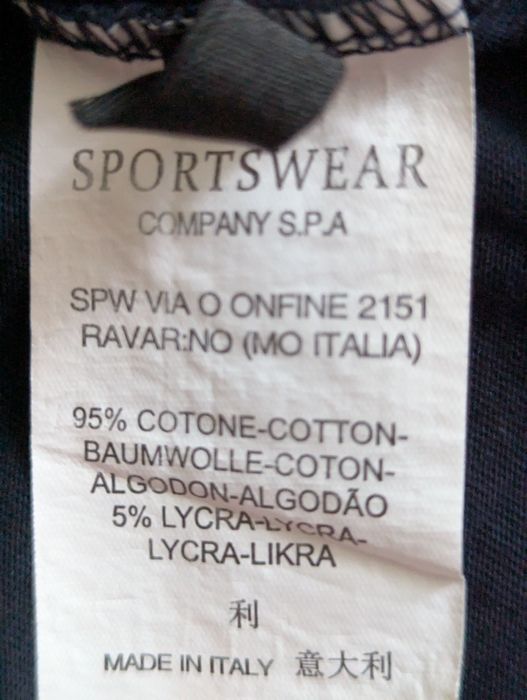 SPORTSWEAR
COMPANY S.P.A
SPW VIA O ONFINE 2151
RAVAR:NO (MO ITALIA)
95% COTONE-COTTON-
BAUMWOLLE-COTON-
ALGODON-ALGODÃO
5% LYCRA-LYCRA-
LYCRA-LIKRA
利
MADE IN ITALY 意大利